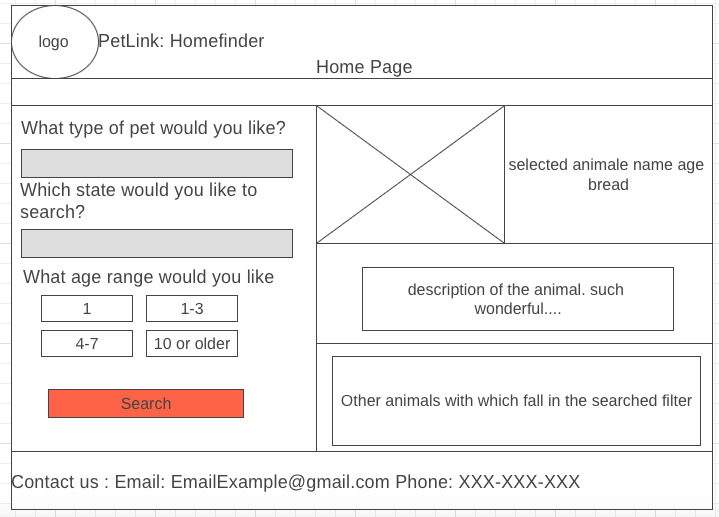 logo
PetLink: Homefinder
Home Page
What type of pet would you like?
Which state would you like to
search?
What age range would you like
1
1-3
4-7
10 or older
Search
selected animale name age
bread
description of the animal. such
wonderful....
Other animals with which fall in the searched filter
Contact us : Email: EmailExample@gmail.com Phone: XXX-XXX-XXX